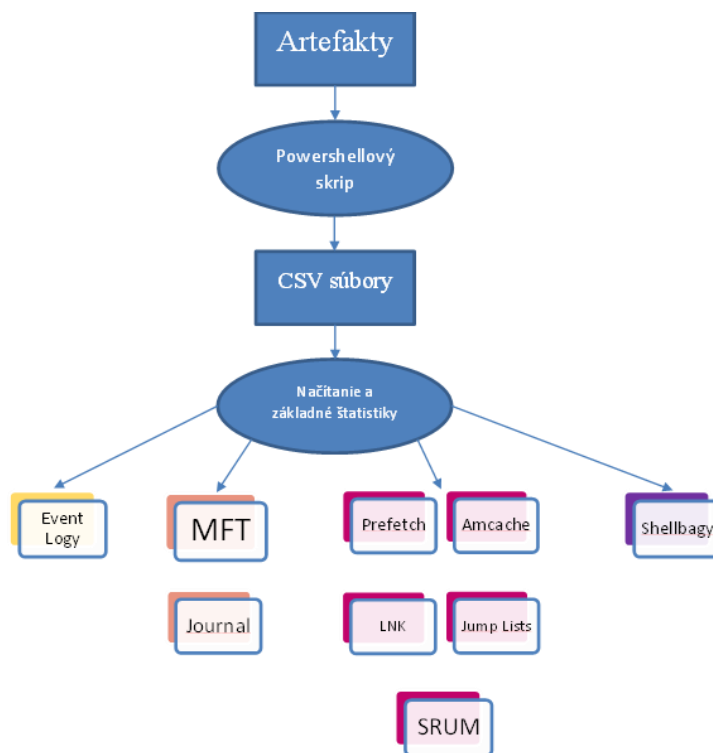 Artefakty
Powershellový
skrip
CSV súbory
Načítanie a
základné štatistiky
Event
Logy
MFT
Prefetch
Amcache
Shellbagy
Journal
LNK
Jump Lists
SRUM